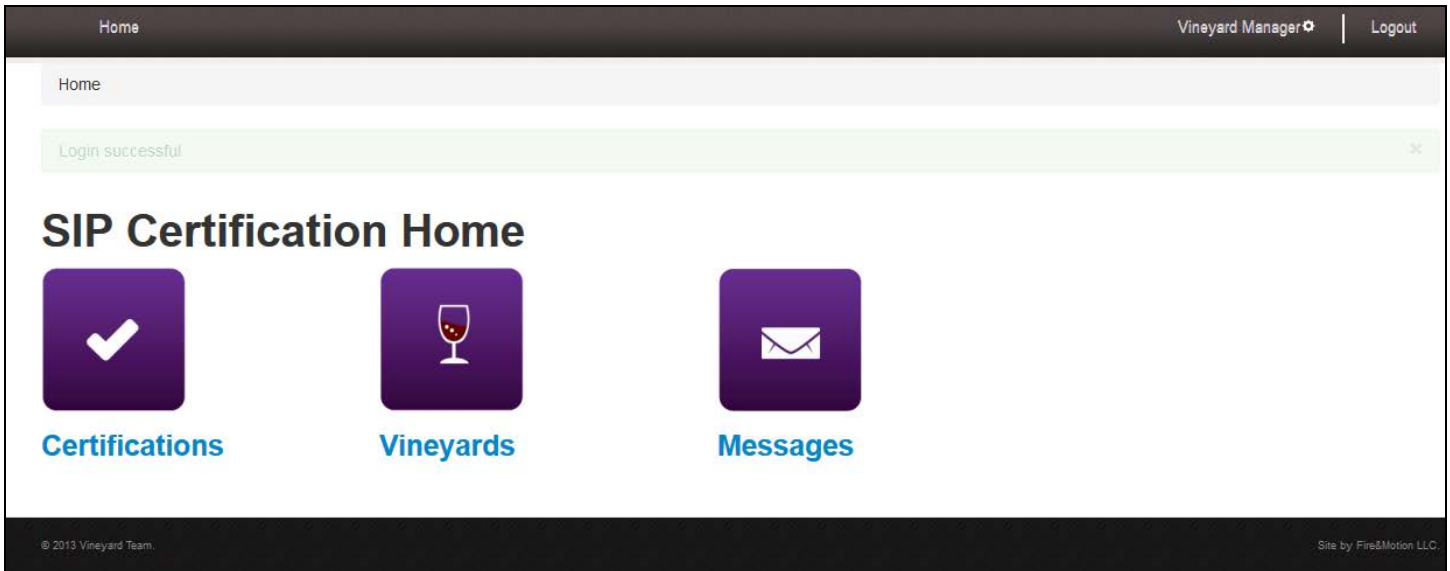 Home
Vineyard Manager
Logout
Home
Login successful
SIP Certification Home
Certifications
Vineyards
Messages
© 2013 Vineyard Team.
Site by Fire&Motion LLC.